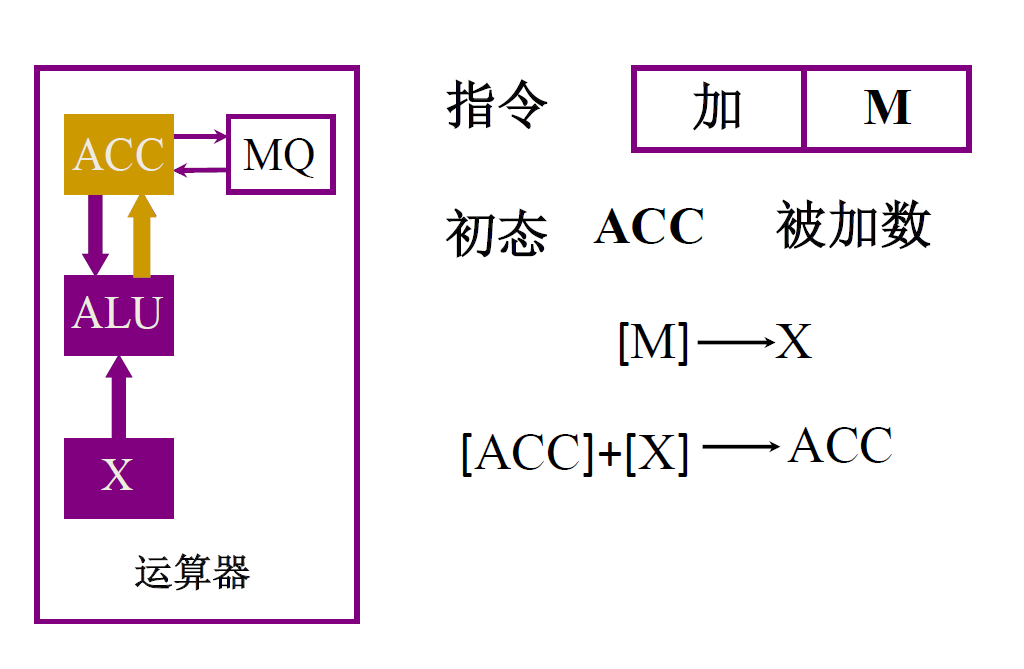 ACC
MQ
ALU
X
运算器
指令 加 M
初态 ACC 被加数
[M] → X
[ACC]+[X] → ACC